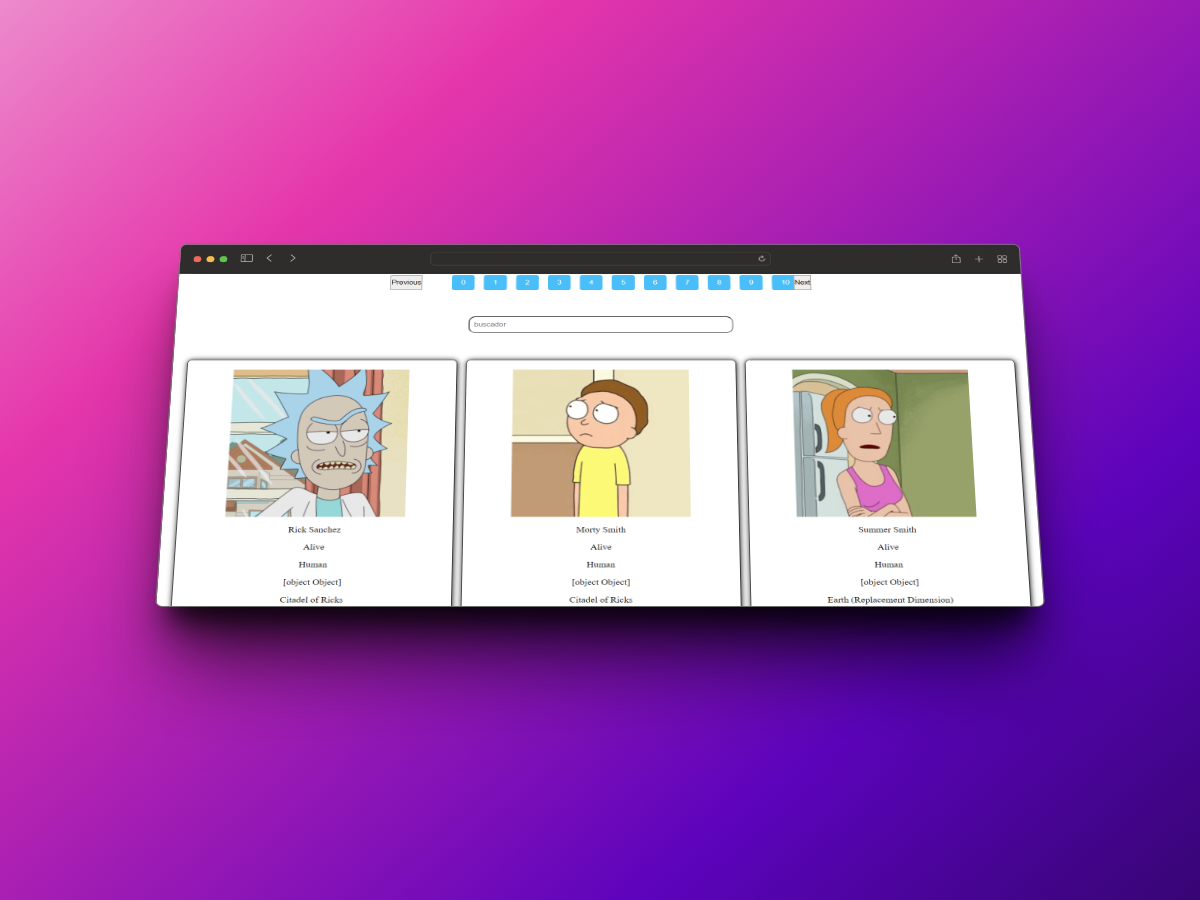 Previous 0 1 2 3 4 5 6 7 8 9 10 Next
buscador
Rick Sanchez
Alive
Human
[object Object]
Citadel of Ricks
Morty Smith
Alive
Human
[object Object]
Citadel of Ricks
Summer Smith
Alive
Human
[object Object]
Earth (Replacement Dimension)